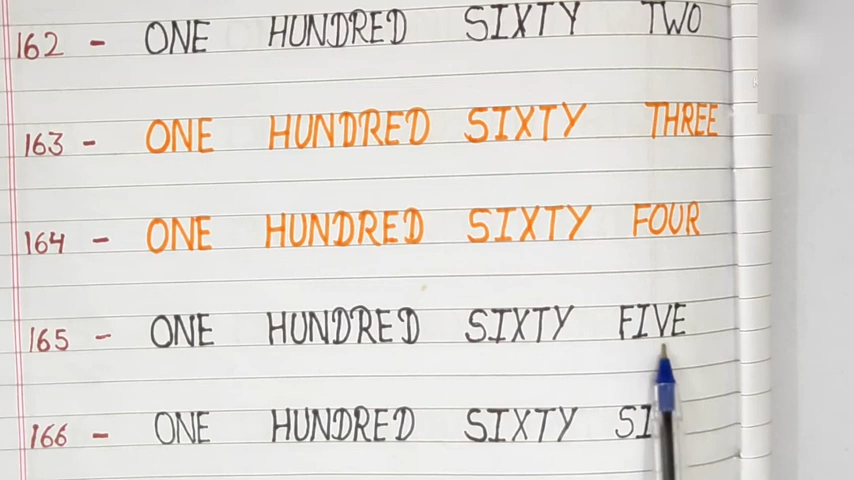 162 - ONE HUNDRED SIXTY TWO
163 - ONE HUNDRED SIXTY THREE
164 - ONE HUNDRED SIXTY FOUR
165 - ONE HUNDRED SIXTY FIVE
166 - ONE HUNDRED SIXTY